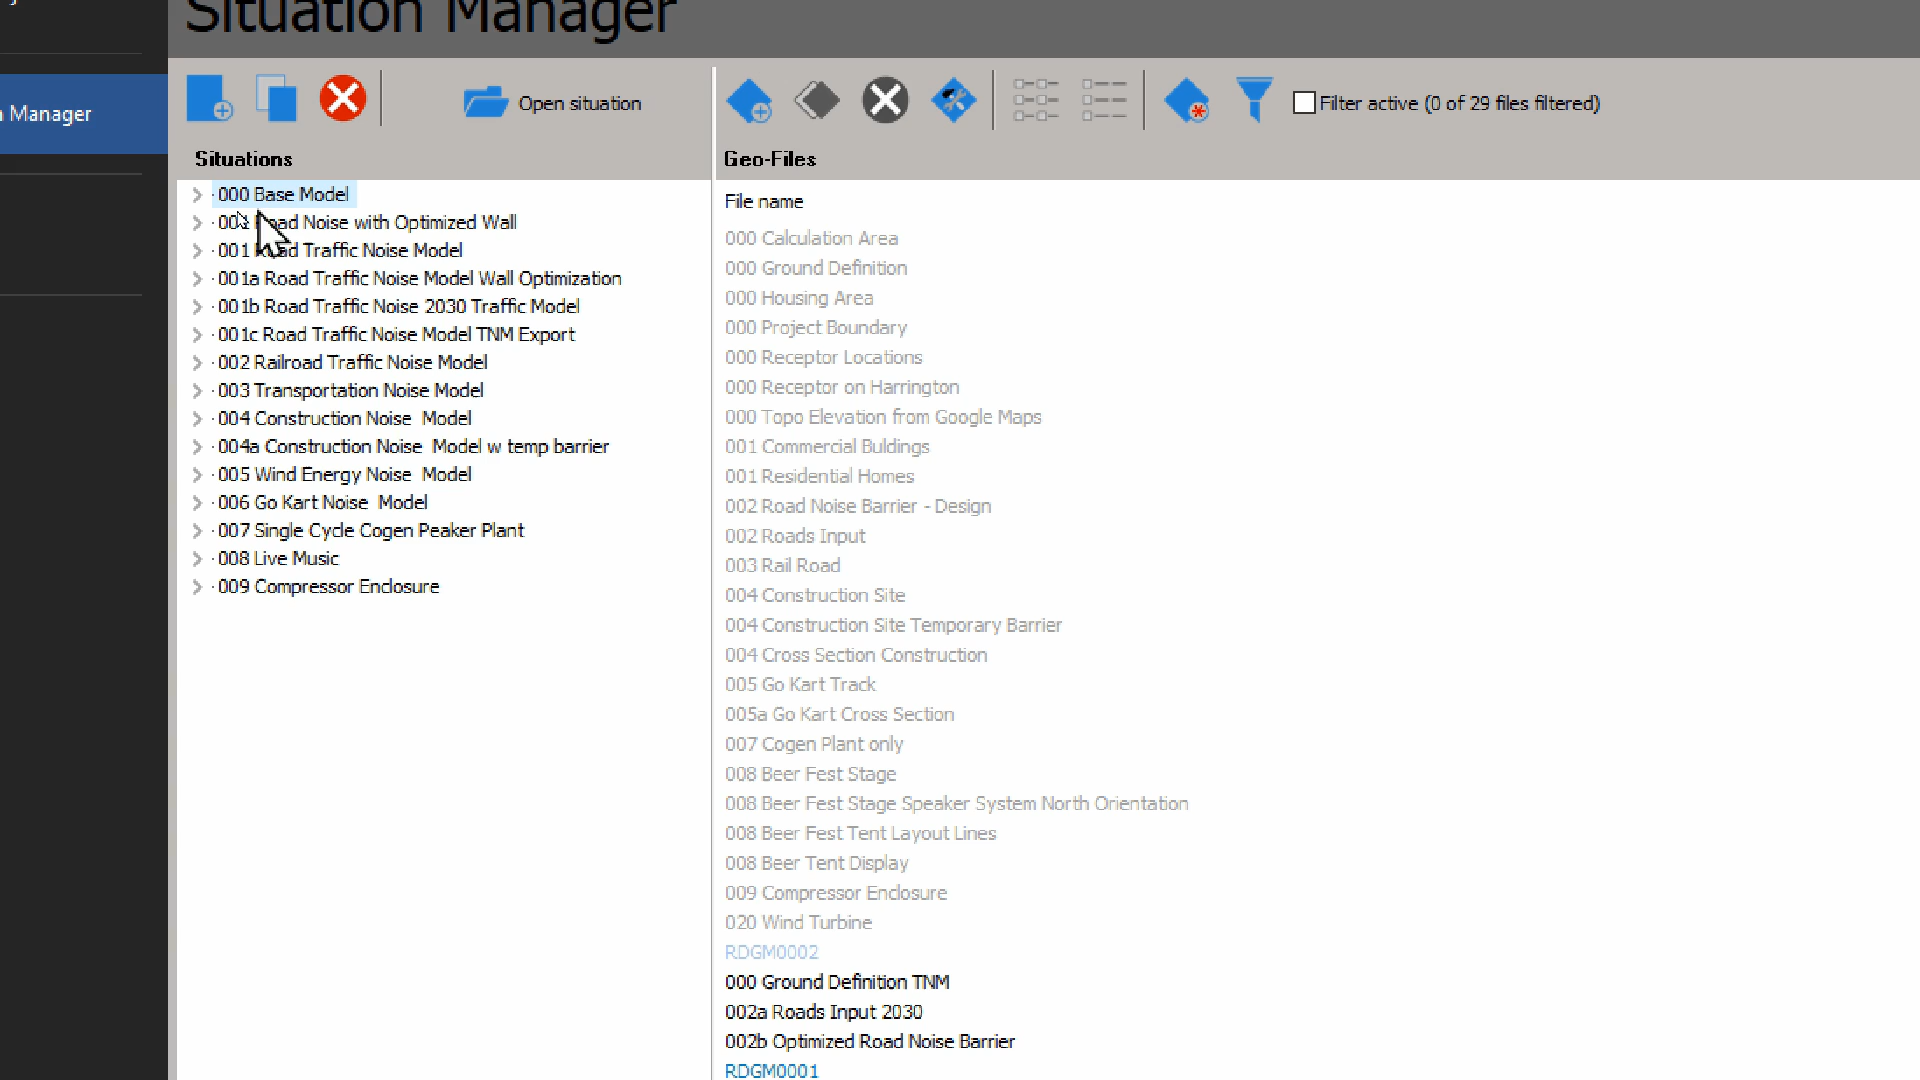 Situation Manager
Manager
Open situation
Filter active (0 of 29 files filtered)
Situations
000 Base Model
Road Noise with Optimized Wall
001 Road Traffic Noise Model
001a Road Traffic Noise Model Wall Optimization
001b Road Traffic Noise 2030 Traffic Model
001c Road Traffic Noise Model TNM Export
002 Railroad Traffic Noise Model
003 Transportation Noise Model
004 Construction Noise  Model
004a Construction Noise  Model w temp barrier
005 Wind Energy Noise  Model
006 Go Kart Noise  Model
007 Single Cycle Cogen Peaker Plant
008 Live Music
009 Compressor Enclosure
Geo-Files
File name
000 Calculation Area
000 Ground Definition
000 Housing Area
000 Project Boundary
000 Receptor Locations
000 Receptor on Harrington
000 Topo Elevation from Google Maps
001 Commercial Buldings
001 Residential Homes
002 Road Noise Barrier - Design
002 Roads Input
003 Rail Road
004 Construction Site
004 Construction Site Temporary Barrier
004 Cross Section Construction
005 Go Kart Track
005a Go Kart Cross Section
007 Cogen Plant only
008 Beer Fest Stage
008 Beer Fest Stage Speaker System North Orientation
008 Beer Fest Tent Layout Lines
008 Beer Tent Display
009 Compressor Enclosure
020 Wind Turbine
RDGM0002
000 Ground Definition TNM
002a Roads Input 2030
002b Optimized Road Noise Barrier
RDGM0001